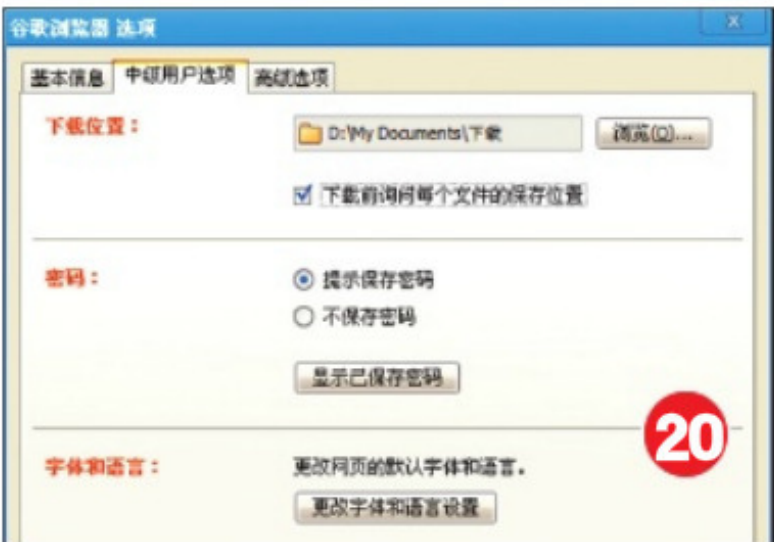 谷歌浏览器 选项
X
基本信息 中级用户选项 高级选项
下载位置：
D:\My Documents\下载
浏览(O)...
下载前询问每个文件的保存位置
密码：
提示保存密码
不保存密码
显示已保存密码
20
字体和语言：
更改网页的默认字体和语言。
更改字体和语言设置